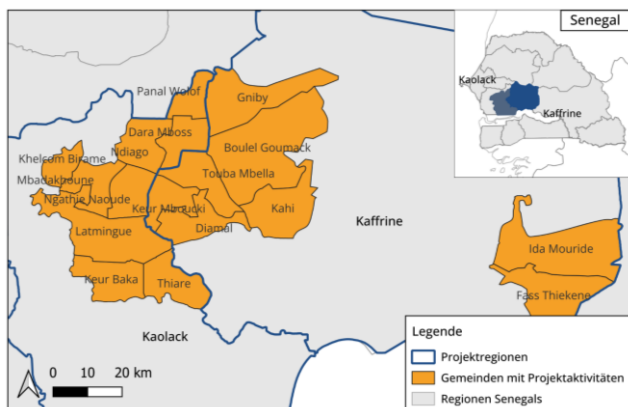 Senegal
Kaolack
Kaffrine
Panal Wolof
Gniby
Dara Mboss
Ndiago
Boulel Goumack
Khelcom Birame
Touba Mbella
Mbadakhoune
Ngathie Naoude
Keur Mboucki
Kahi
Latmingue
Diamal
Kaffrine
Ida Mouride
Keur Baka
Thiare
Fass Thiekene
Kaolack
Legende
Projektregionen
Gemeinden mit Projektaktivitäten
Regionen Senegals
0 10 20 km